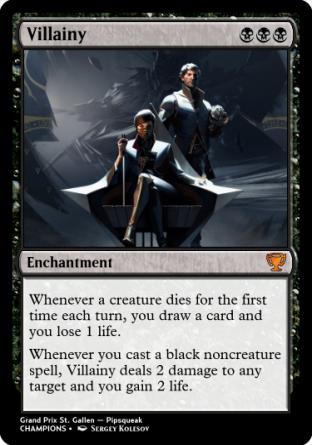 Villainy
Enchantment
Whenever a creature dies for the first
time each turn, you draw a card and
you lose 1 life.
Whenever you cast a black noncreature
spell, Villainy deals 2 damage to any
target and you gain 2 life.
Grand Prix St. Gallen — Pipsqueak
CHAMPIONS • Sergey Kolesov